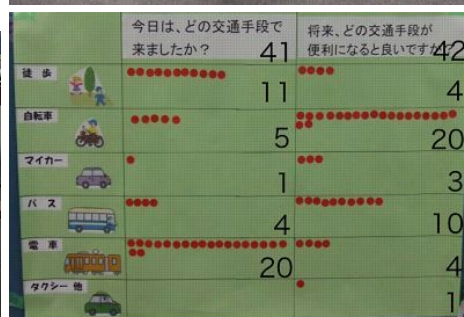 今日は、どの交通手段で
来ましたか？ 41
将来、どの交通手段が
便利になると良いですか？ 42
徒歩 11 4
自転車 5 20
マイカー 1 3
バス 4 10
電車 20 4
タクシー他 1